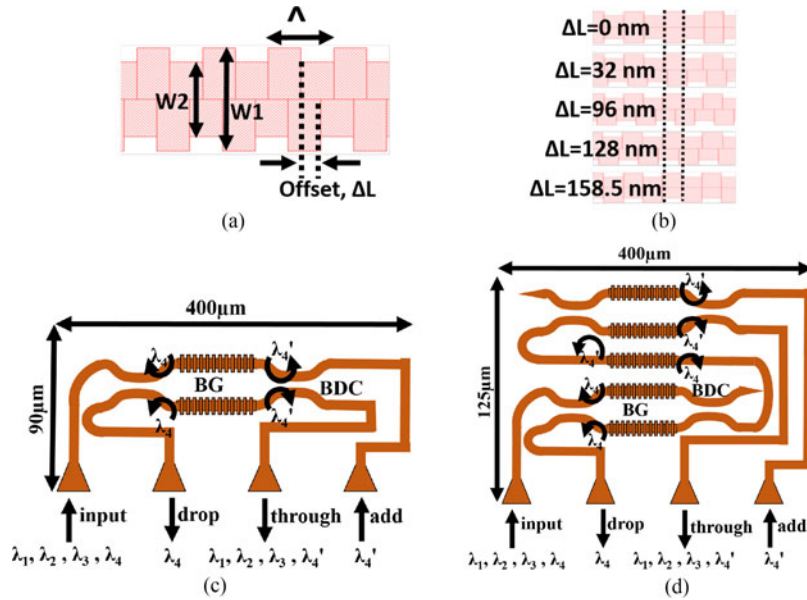 Λ
W2
W1
Offset, ΔL
(a)
ΔL=0 nm
ΔL=32 nm
ΔL=96 nm
ΔL=128 nm
ΔL=158.5 nm
(b)
400μm
90μm
λ₄
λ₄'
BG
BDC
λ₄
λ₄'
input
drop
through
add
λ₁, λ₂ , λ₃ , λ₄
λ₄
λ₁, λ₂ , λ₃ , λ₄'
λ₄'
(c)
400μm
125μm
λ₄'
λ₄'
λ₄
λ₄'
λ₄
BDC
BG
λ₄
input
drop
through
add
λ₁, λ₂ , λ₃ , λ₄
λ₄
λ₁, λ₂ , λ₃ , λ₄'
λ₄'
(d)